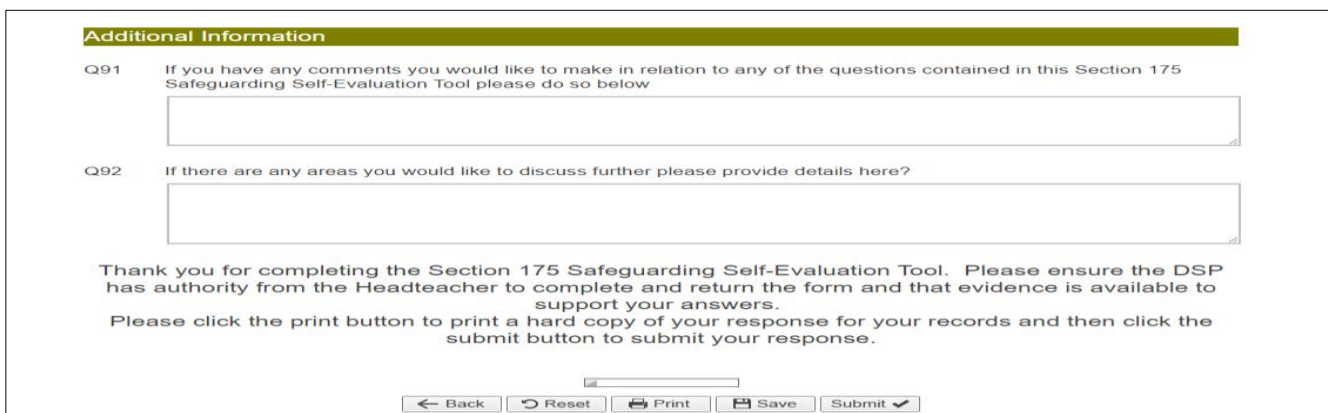 Additional Information
Q91 If you have any comments you would like to make in relation to any of the questions contained in this Section 175
Safeguarding Self-Evaluation Tool please do so below
Q92 If there are any areas you would like to discuss further please provide details here?
Thank you for completing the Section 175 Safeguarding Self-Evaluation Tool. Please ensure the DSP
has authority from the Headteacher to complete and return the form and that evidence is available to
support your answers.
Please click the print button to print a hard copy of your response for your records and then click the
submit button to submit your response.
Back Reset Print Save Submit